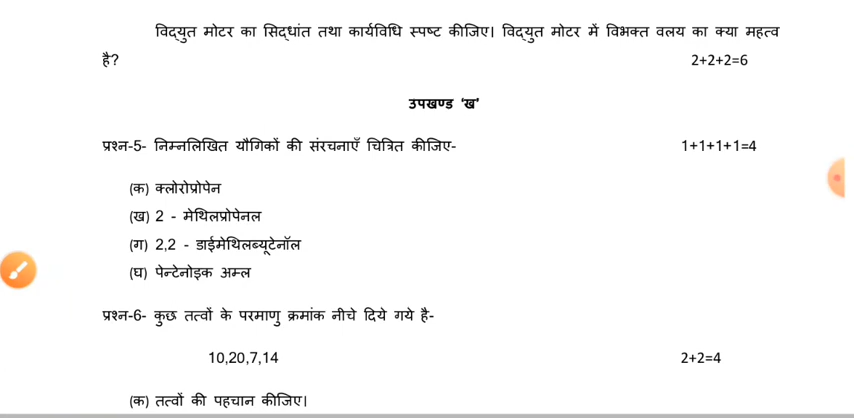 विद्युत मोटर का सिद्धांत तथा कार्यविधि स्पष्ट कीजिए। विद्युत मोटर में विभक्त वलय का क्या महत्व
है? 2+2+2=6
उपखण्ड ‘ख’
प्रश्न-5- निम्नलिखित यौगिकों की संरचनाएँ चित्रित कीजिए- 1+1+1+1=4
(क) क्लोरोप्रोपेन
(ख) 2 - मेथिलप्रोपेनल
(ग) 2,2 - डाईमेथिलब्यूटेनॉल
(घ) पेन्टेनोइक अम्ल
प्रश्न-6- कुछ तत्वों के परमाणु क्रमांक नीचे दिये गये है-
10,20,7,14 2+2=4
(क) तत्वों की पहचान कीजिए।